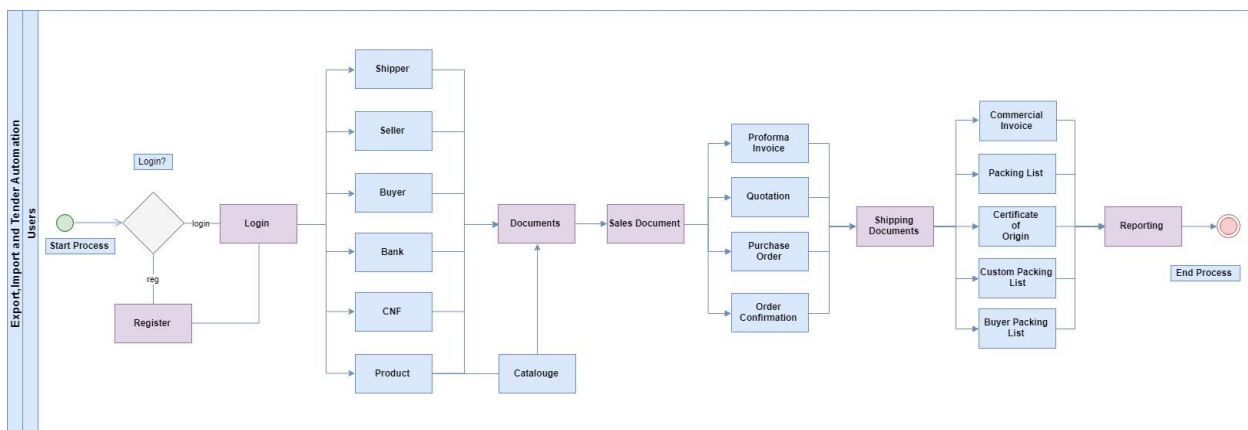 Export,Import and Tender Automation
Users
Start Process
Login?
login
reg
Register
Login
Shipper
Seller
Buyer
Bank
CNF
Product
Catalouge
Documents
Sales Document
Proforma
Invoice
Quotation
Purchase
Order
Order
Confirmation
Shipping
Documents
Commercial
Invoice
Packing List
Certificate
of
Origin
Custom Packing
List
Buyer Packing
List
Reporting
End Process